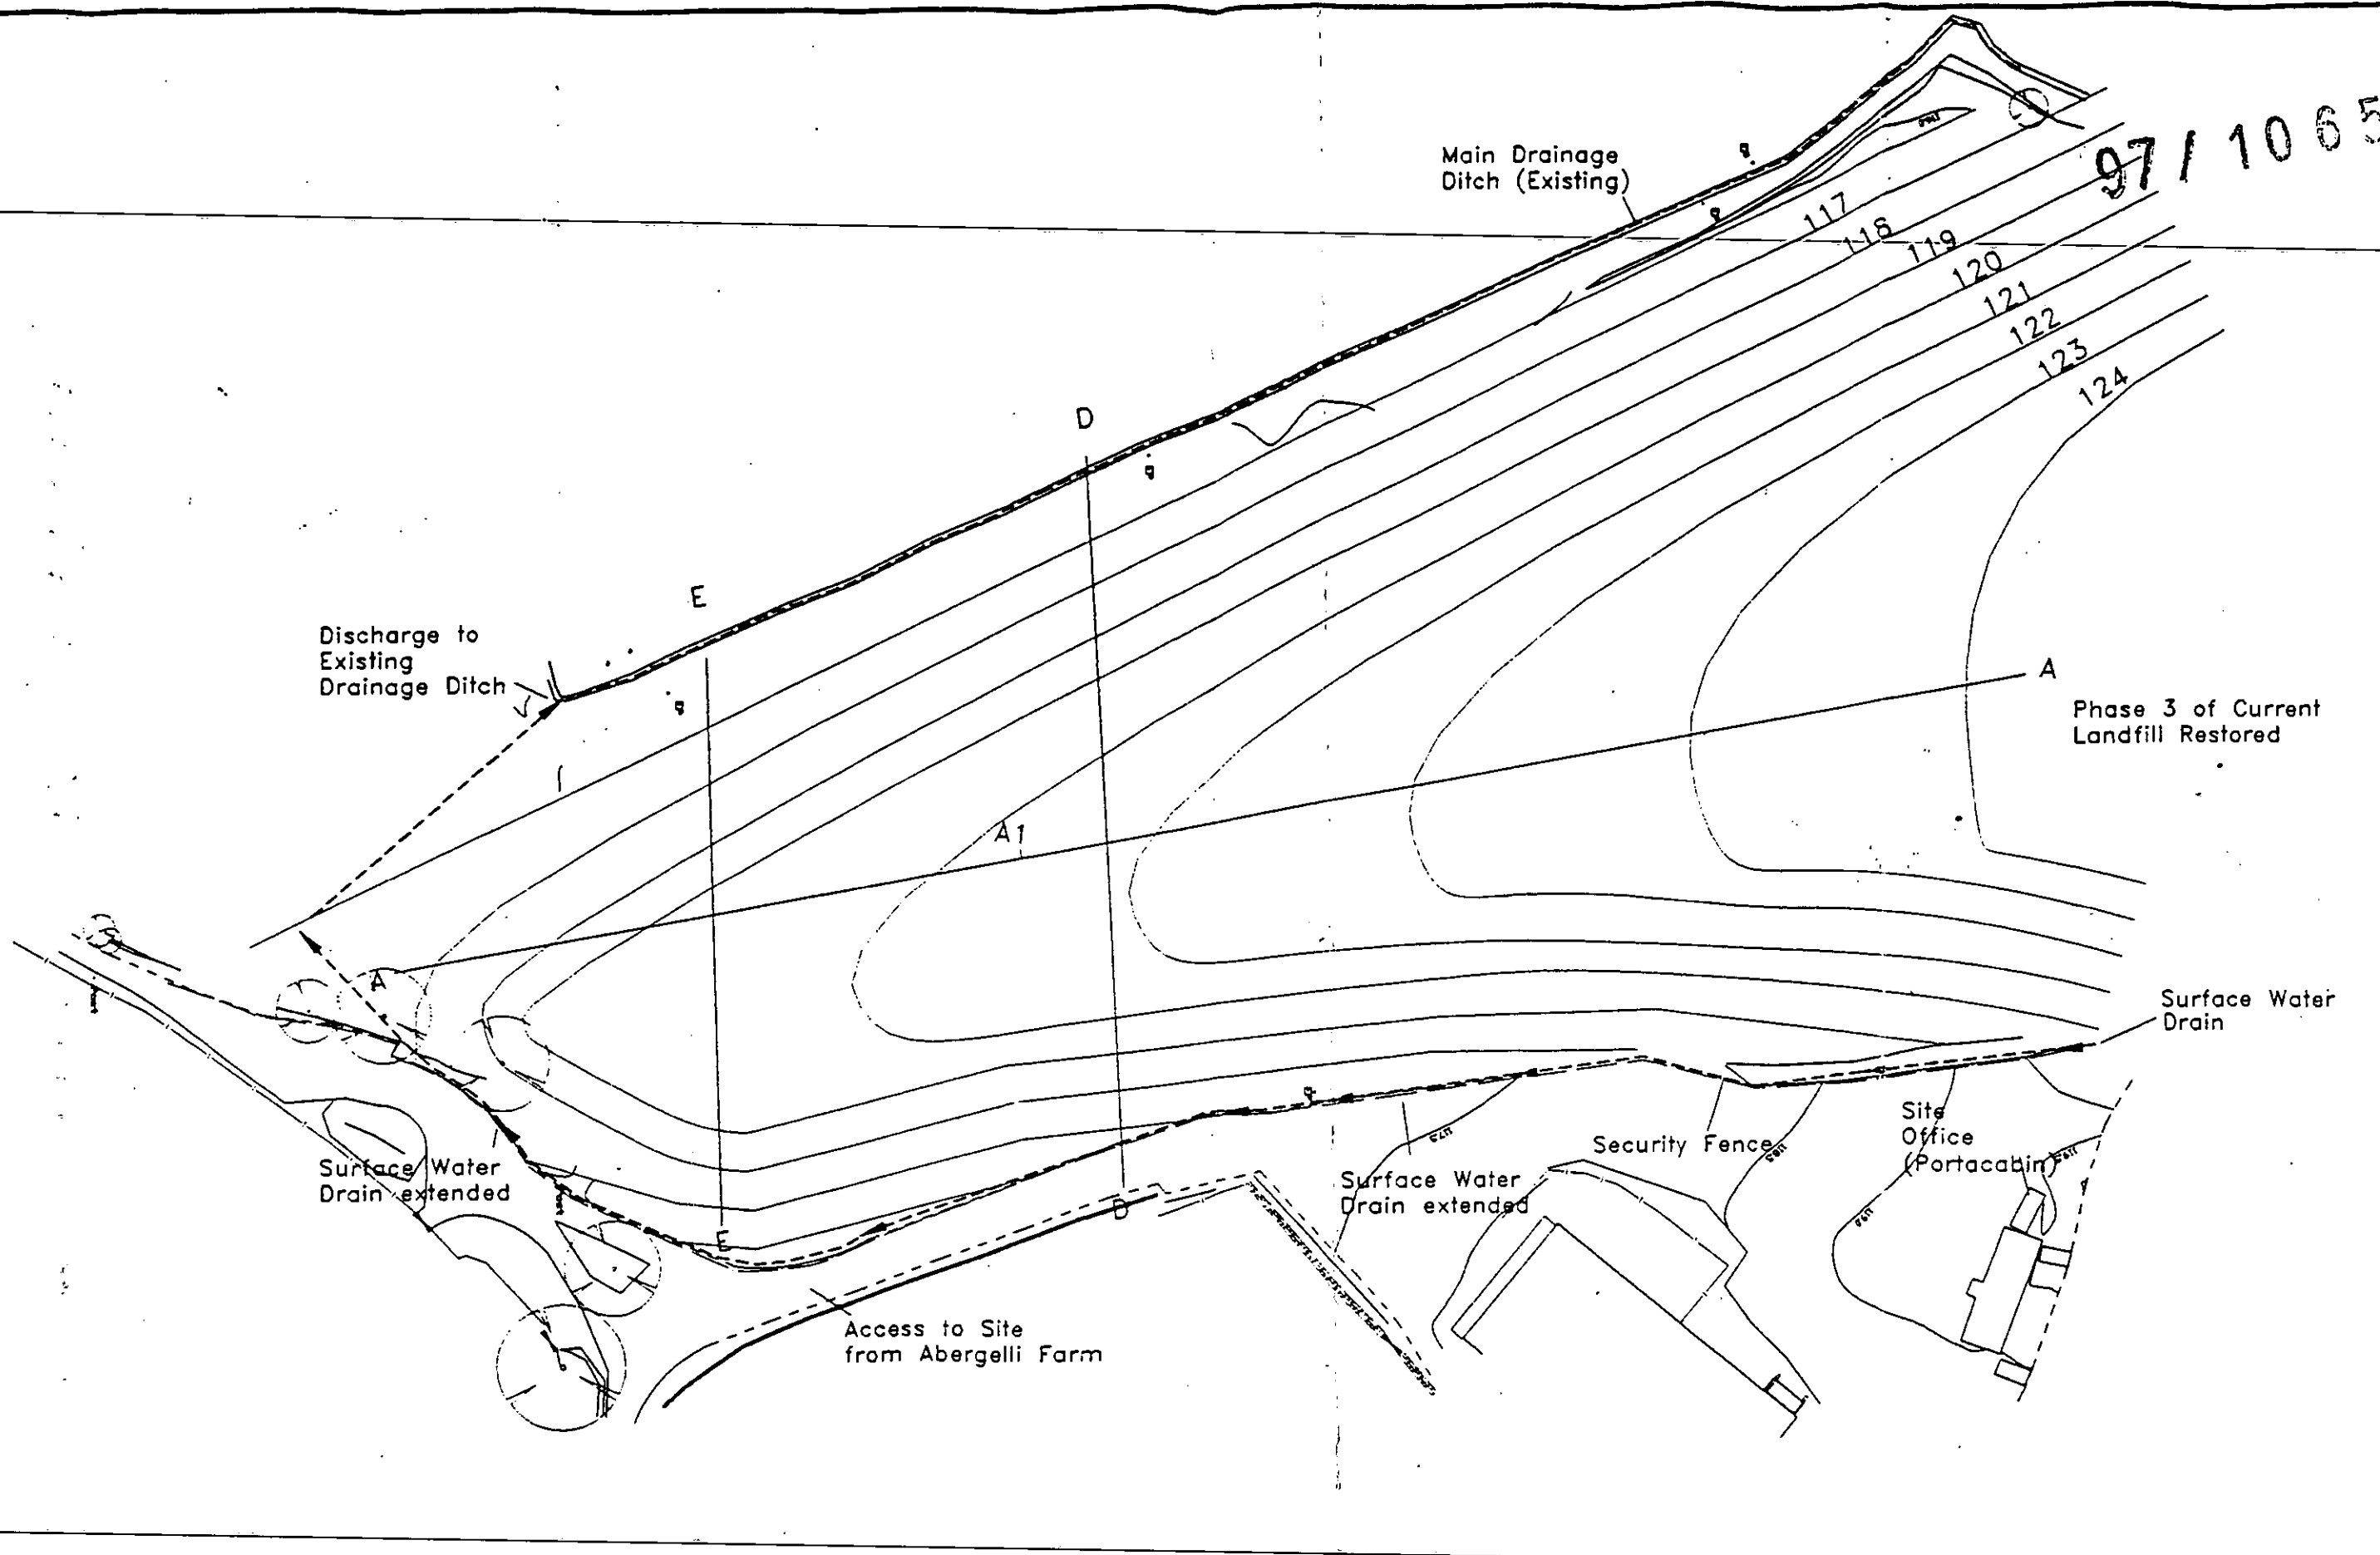 97/1065
Main Drainage
Ditch (Existing)
117
118
119
120
121
122
123
124
D
E
Discharge to
Existing
Drainage Ditch
A
Phase 3 of Current
Landfill Restored
A1
A
Surface Water
Drain
Site
Office
(Portacabin)
Security Fence
Surface Water
Drain extended
Surface Water
Drain extended
D
E
Access to Site
from Abergelli Farm